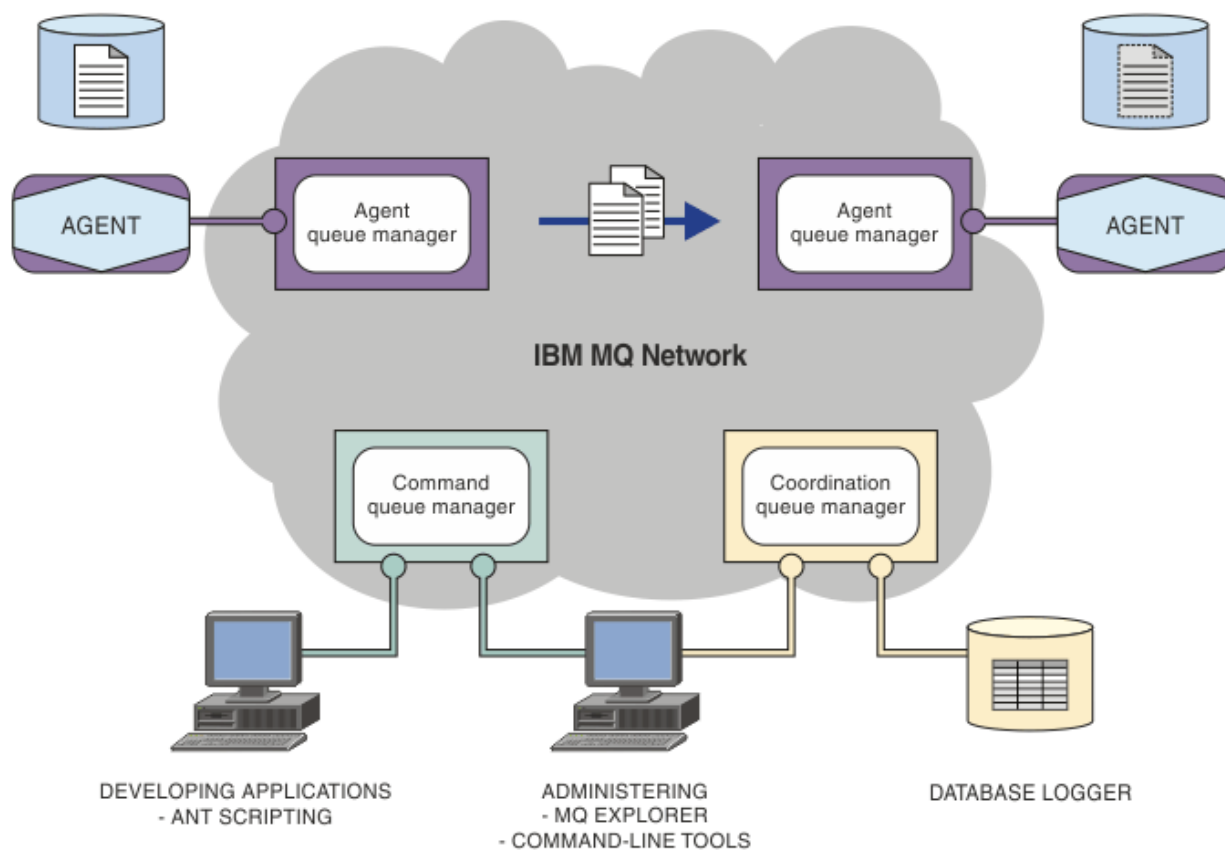 AGENT
Agent
queue manager
Agent
queue manager
AGENT
IBM MQ Network
Command
queue manager
Coordination
queue manager
DEVELOPING APPLICATIONS
- ANT SCRIPTING
ADMINISTERING
- MQ EXPLORER
- COMMAND-LINE TOOLS
DATABASE LOGGER